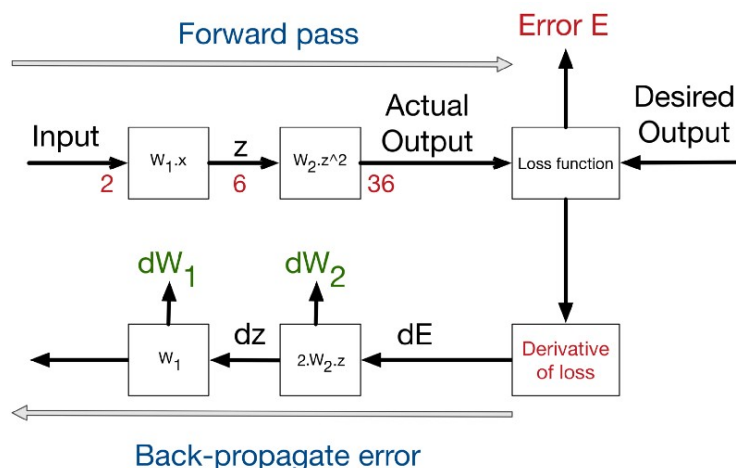 Forward pass
Error E
Input
W1.x
z
W2.z^2
Actual
Output
Loss function
Desired
Output
2
6
36
dW1
dW2
W1
dz
2.W2.z
dE
Derivative
of loss
Back-propagate error